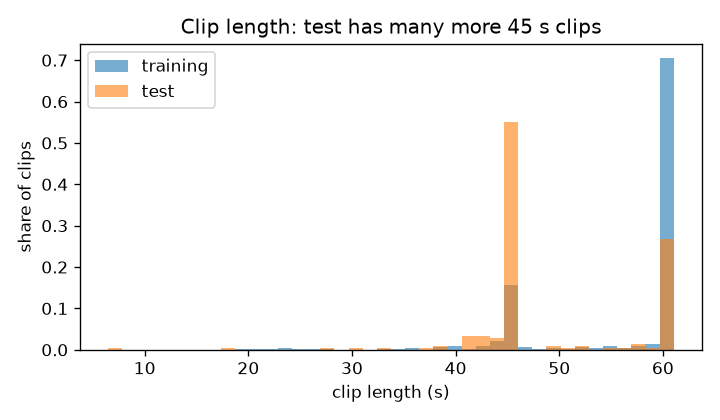 Clip length: test has many more 45 s clips
training
test
share of clips
0.7
0.6
0.5
0.4
0.3
0.2
0.1
0.0
10 20 30 40 50 60
clip length (s)